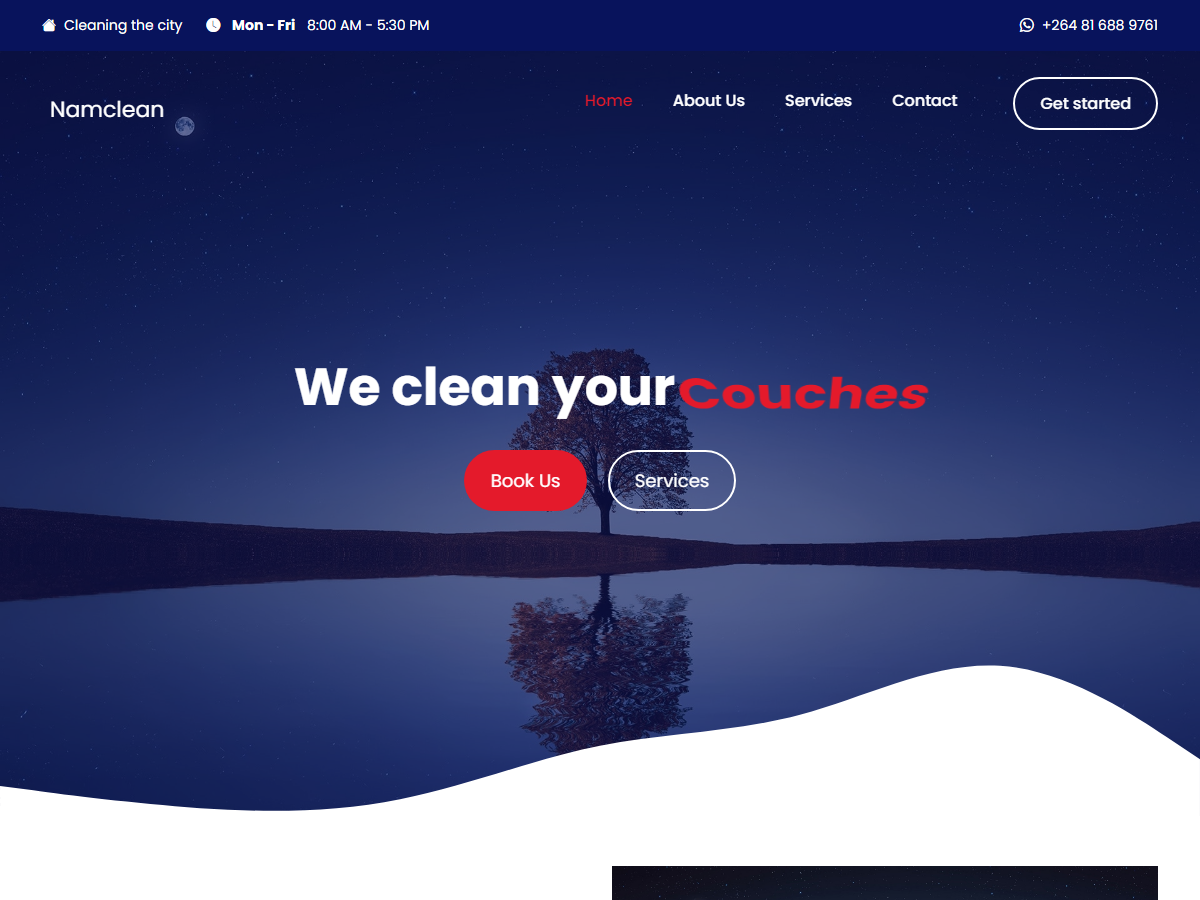 Cleaning the city
Mon - Fri 8:00 AM - 5:30 PM
+264 81 688 9761
Namclean
Home
About Us
Services
Contact
Get started
We clean your Couches
Book Us
Services